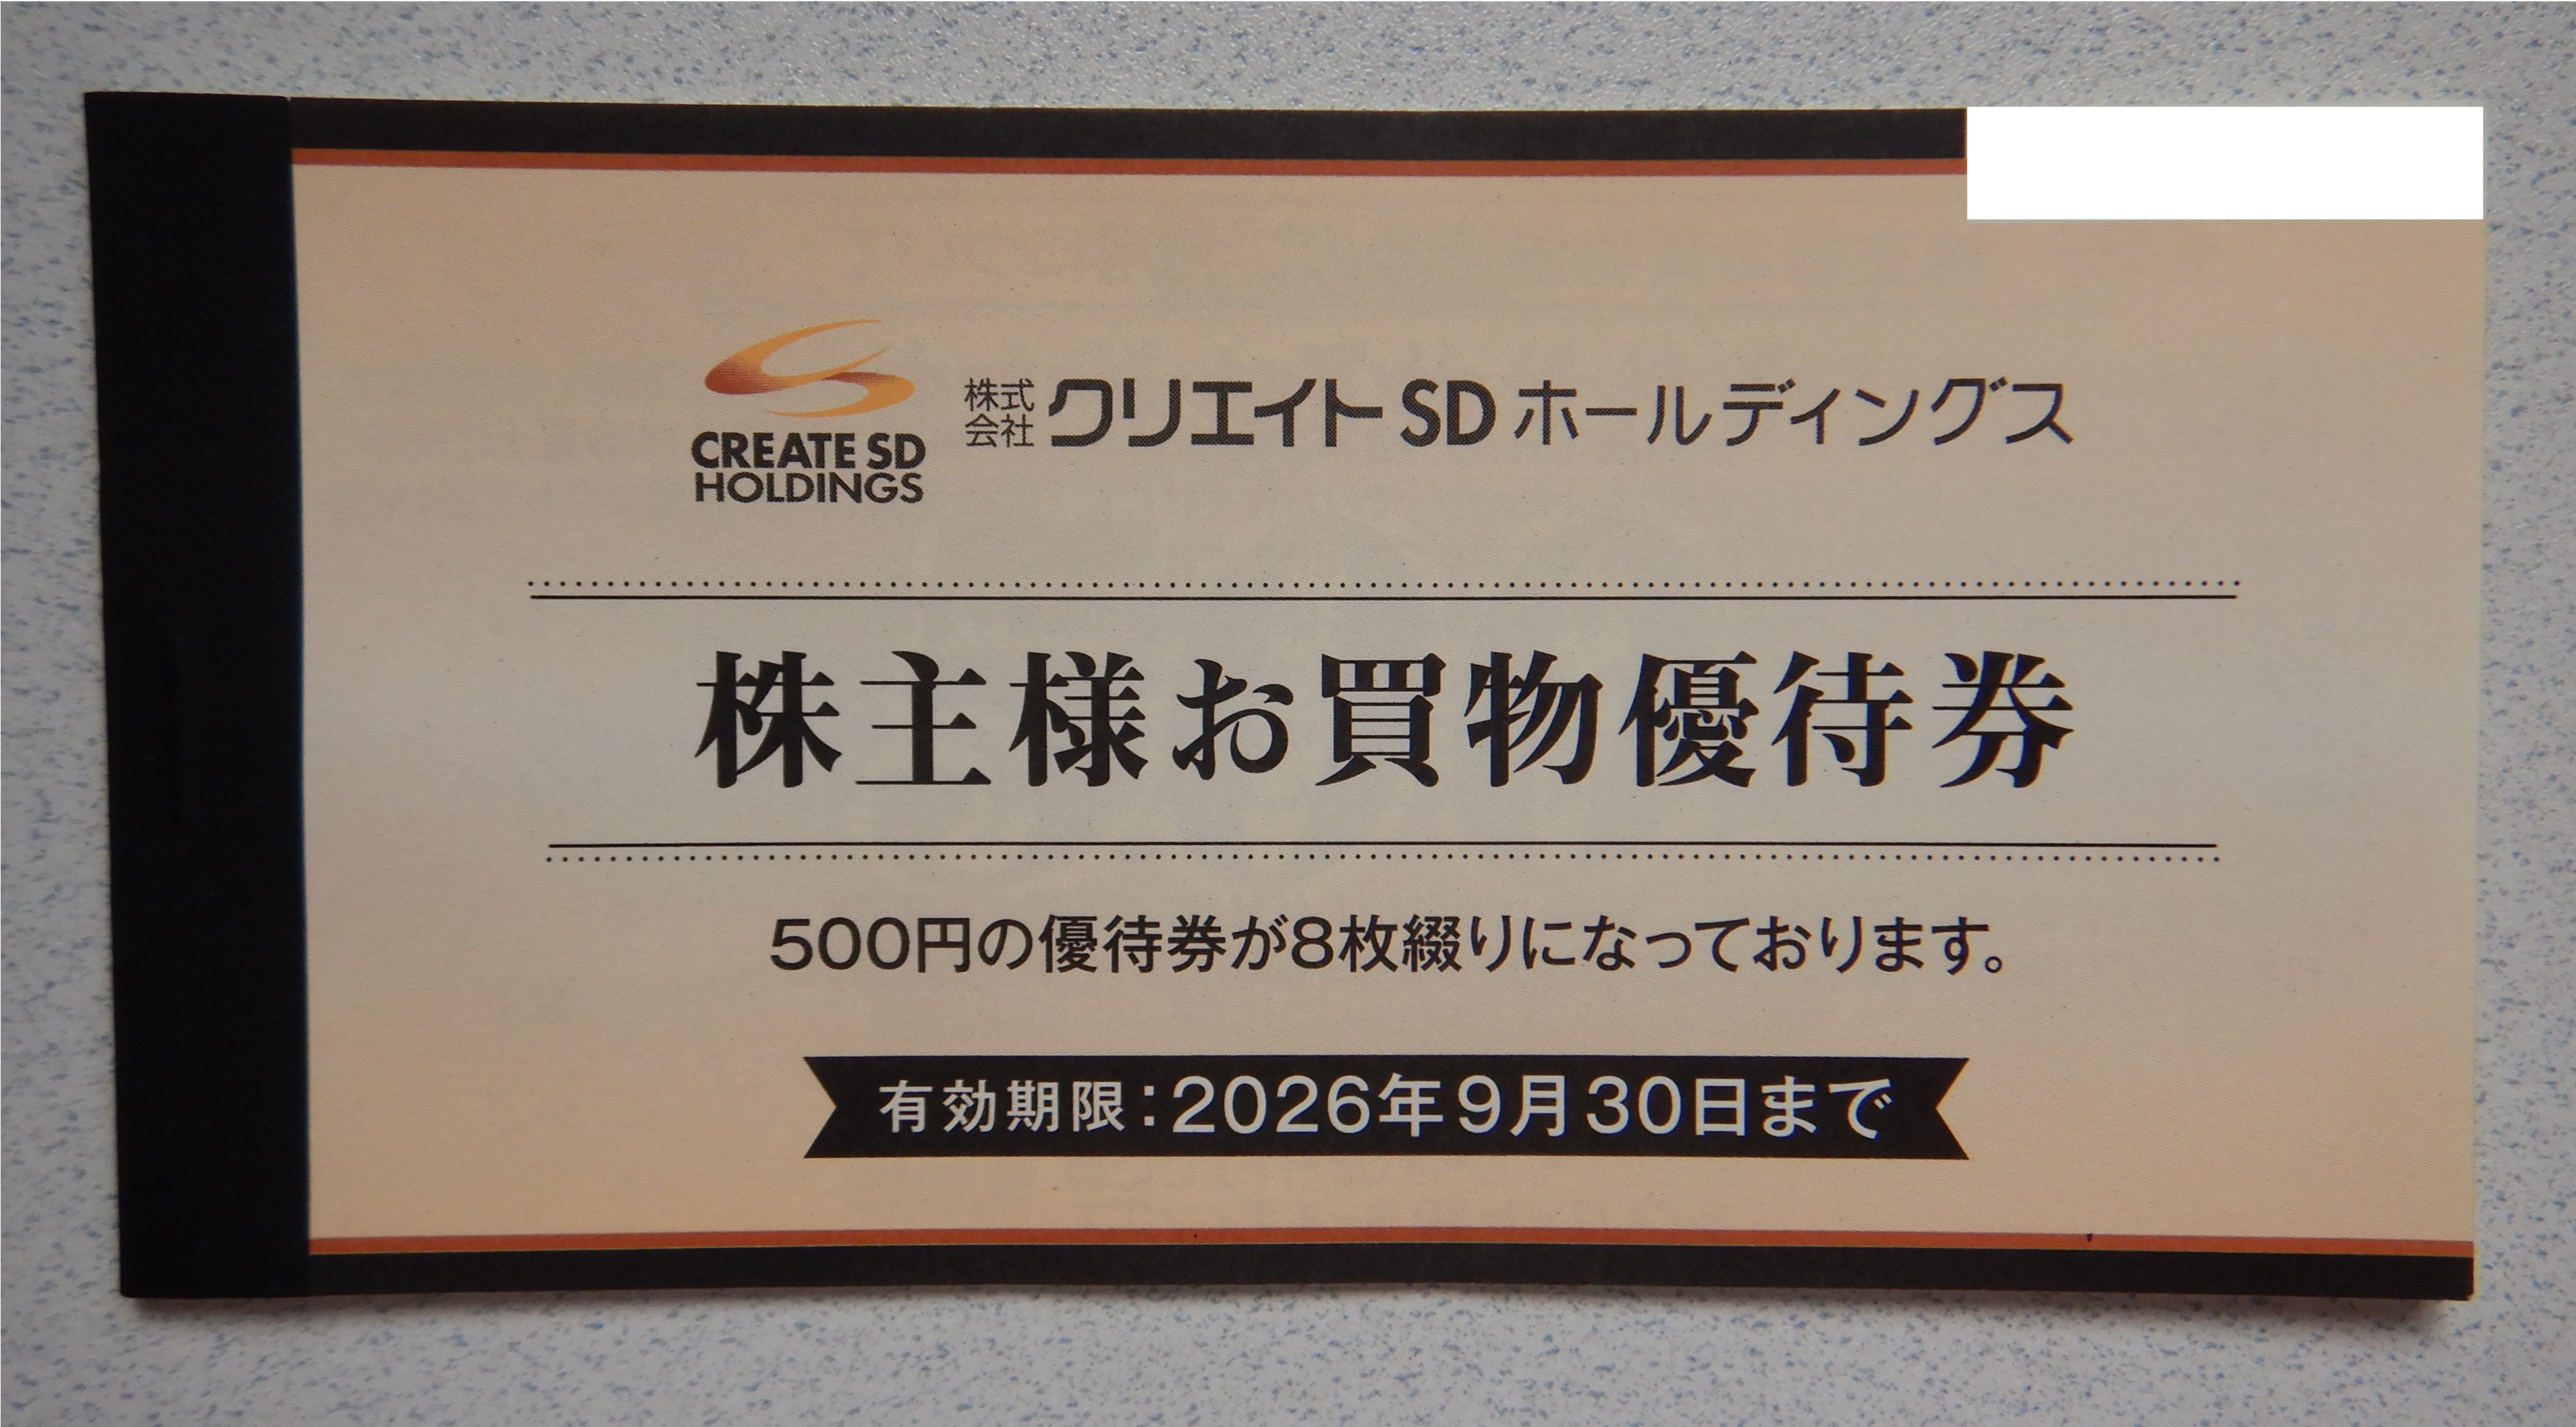 CREATE SD
HOLDINGS
株式会社クリエイトSDホールディングス
株主様お買物優待券
500円の優待券が8枚綴りになっております。
有効期限：2026年9月30日まで